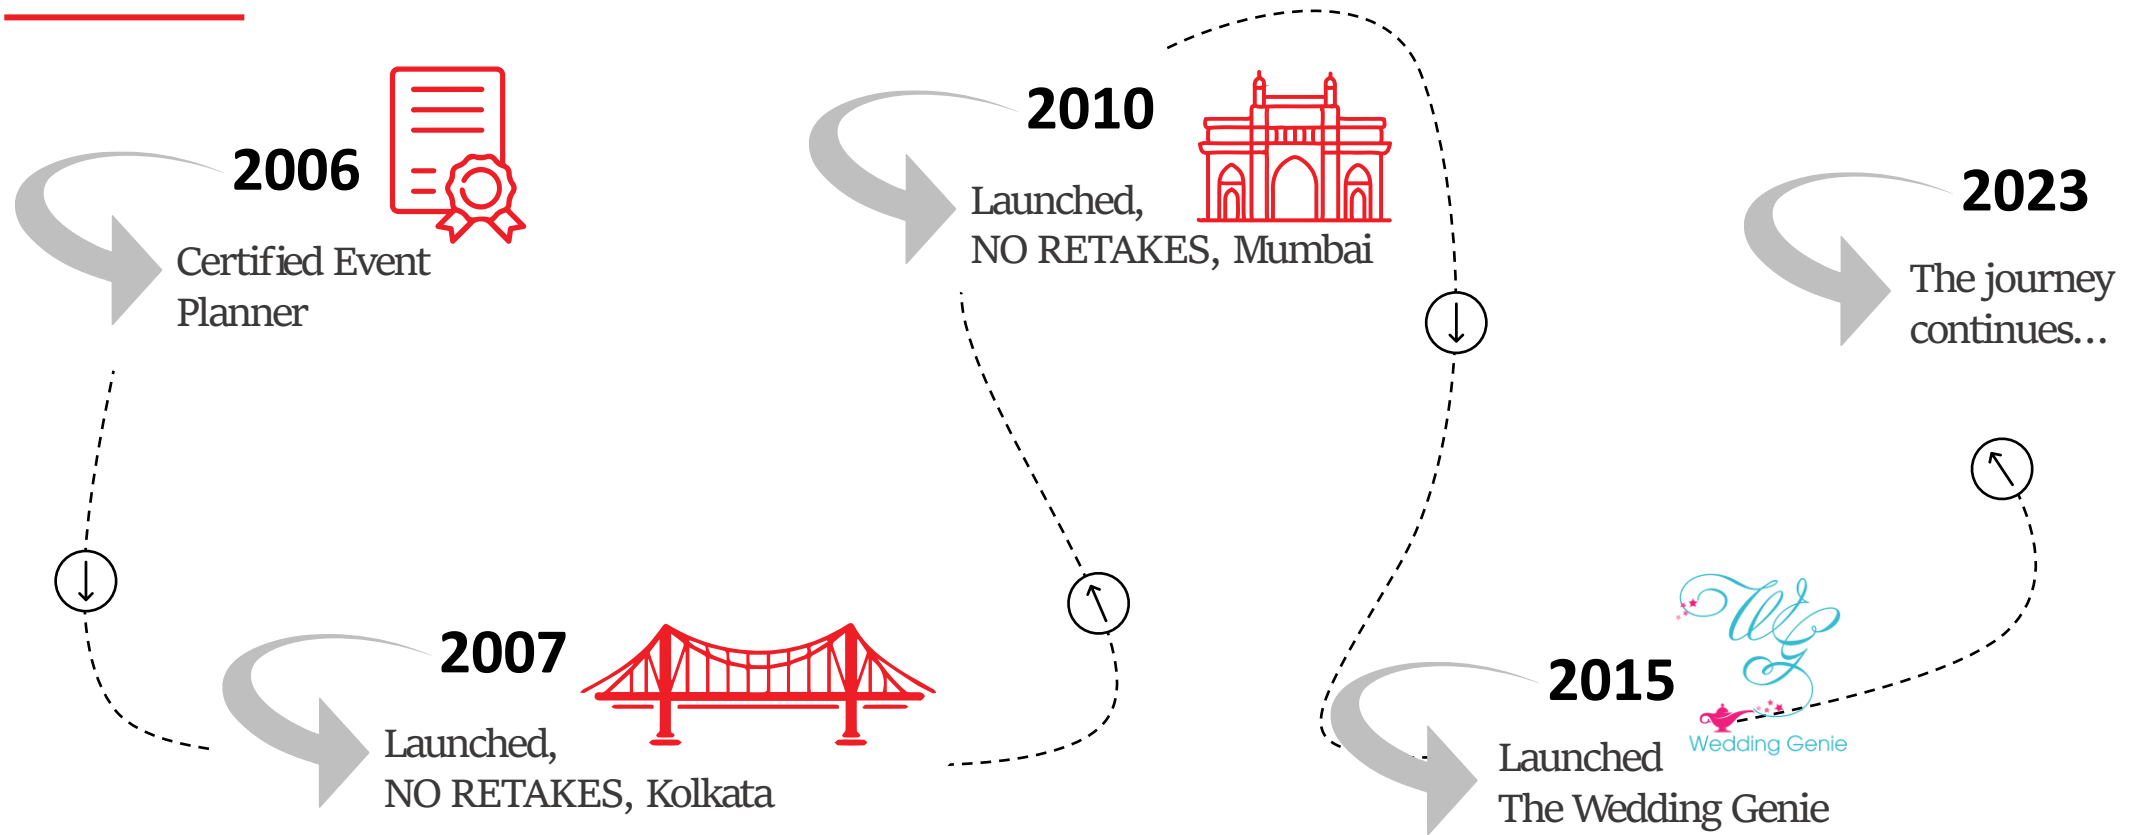 2006
Certified Event
Planner
2007
Launched,
NO RETAKES, Kolkata
2010
Launched,
NO RETAKES, Mumbai
2015
WG
Wedding Genie
Launched
The Wedding Genie
2023
The journey
continues...